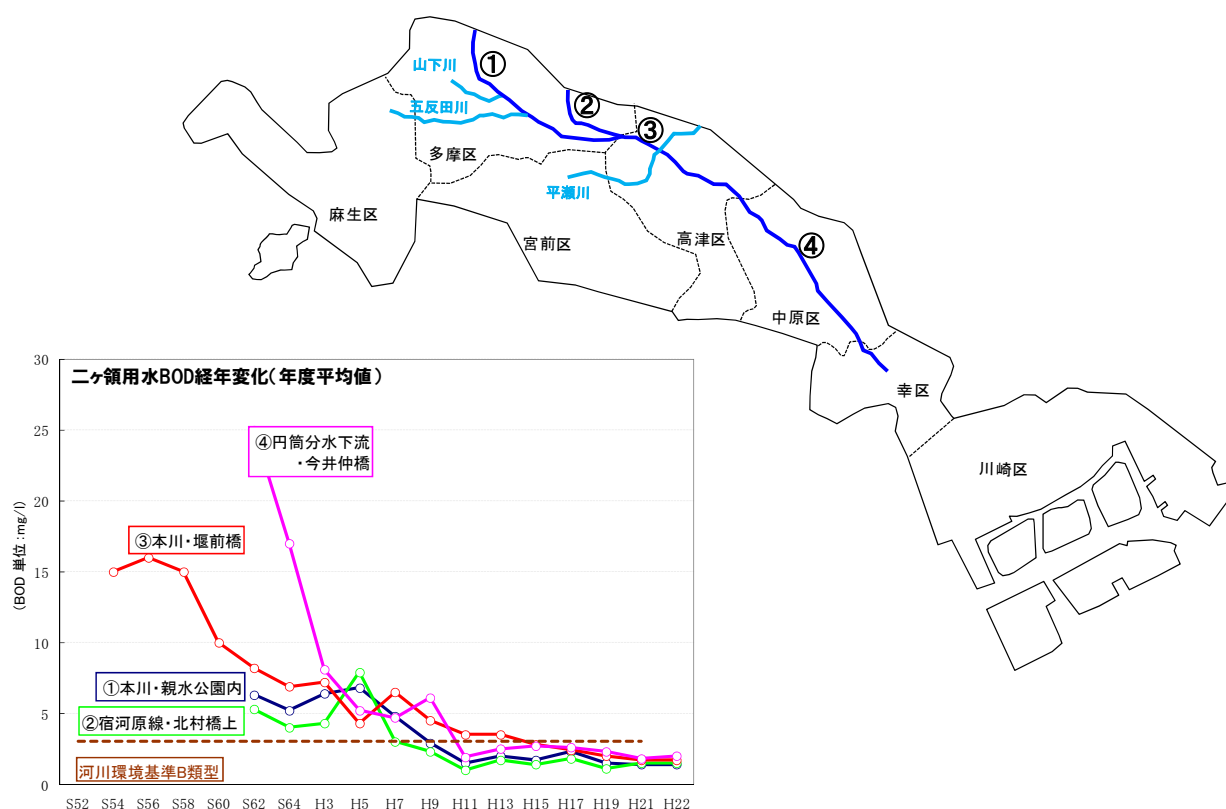 ①
山下川
②
五反田川
③
多摩区
平瀬川
麻生区
宮前区
高津区
④
中原区
幸区
川崎区
二ヶ領用水BOD経年変化(年度平均値)
(BOD 単位:mg/l)
30
25
20
15
10
5
0
④円筒分水下流
・今井仲橋
③本川・堰前橋
①本川・親水公園内
②宿河原線・北村橋上
河川環境基準B類型
S52 S54 S56 S58 S60 S62 S64 H3 H5 H7 H9 H11 H13 H15 H17 H19 H21 H22